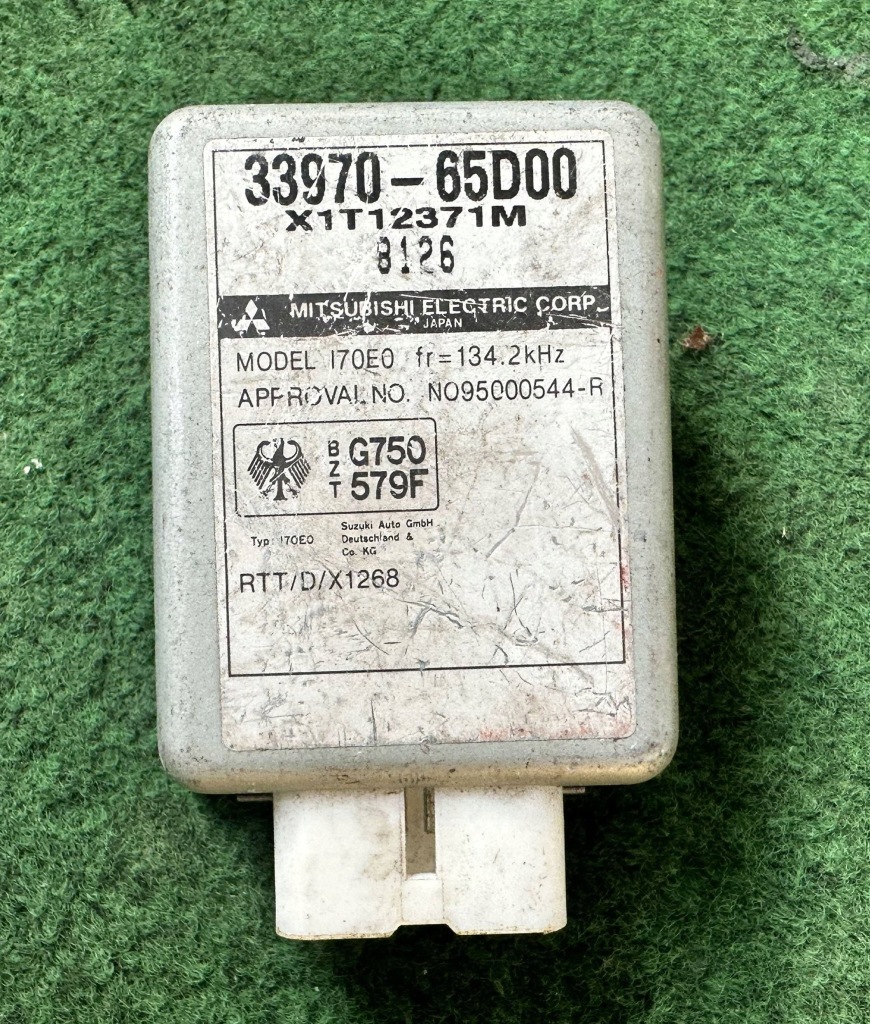 33970-65D00
X1T12371M
8126
MITSUBISHI ELECTRIC CORP.
JAPAN
MODEL I70E0 fr=134.2kHz
APPROVAL NO. NO95000544-R
BZT
G750
579F
Typ: I70E0
Suzuki Auto GmbH
Deutschland &
Co. KG
RTT/D/X1268